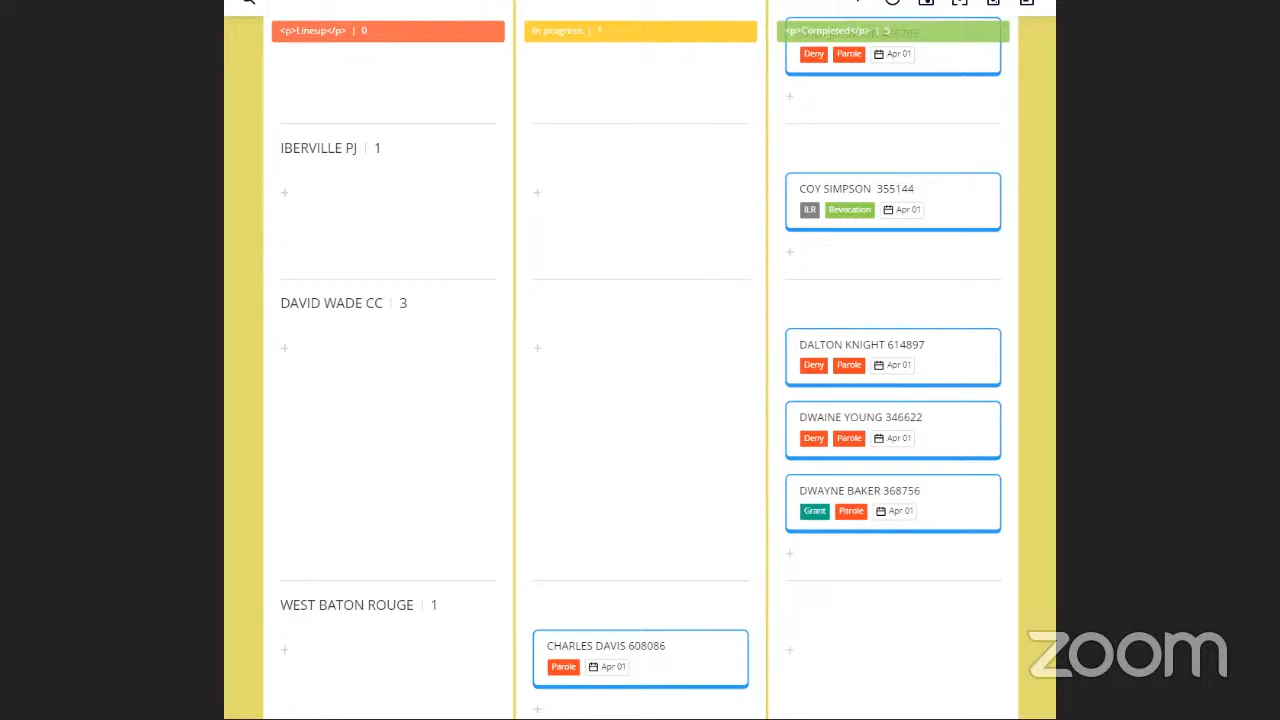 <p>Lineup</p> | 0
In progress. | 1
<p>Completed</p> | 5
Deny Parole Apr 01
+
IBERVILLE PJ | 1
+ +
COY SIMPSON 355144
ILR Revocation Apr 01
+
DAVID WADE CC | 3
+ +
DALTON KNIGHT 614897
Deny Parole Apr 01
DWAINE YOUNG 346622
Deny Parole Apr 01
DWAYNE BAKER 368756
Grant Parole Apr 01
+
WEST BATON ROUGE | 1
+
CHARLES DAVIS 608086
Parole Apr 01
+
+
zoom